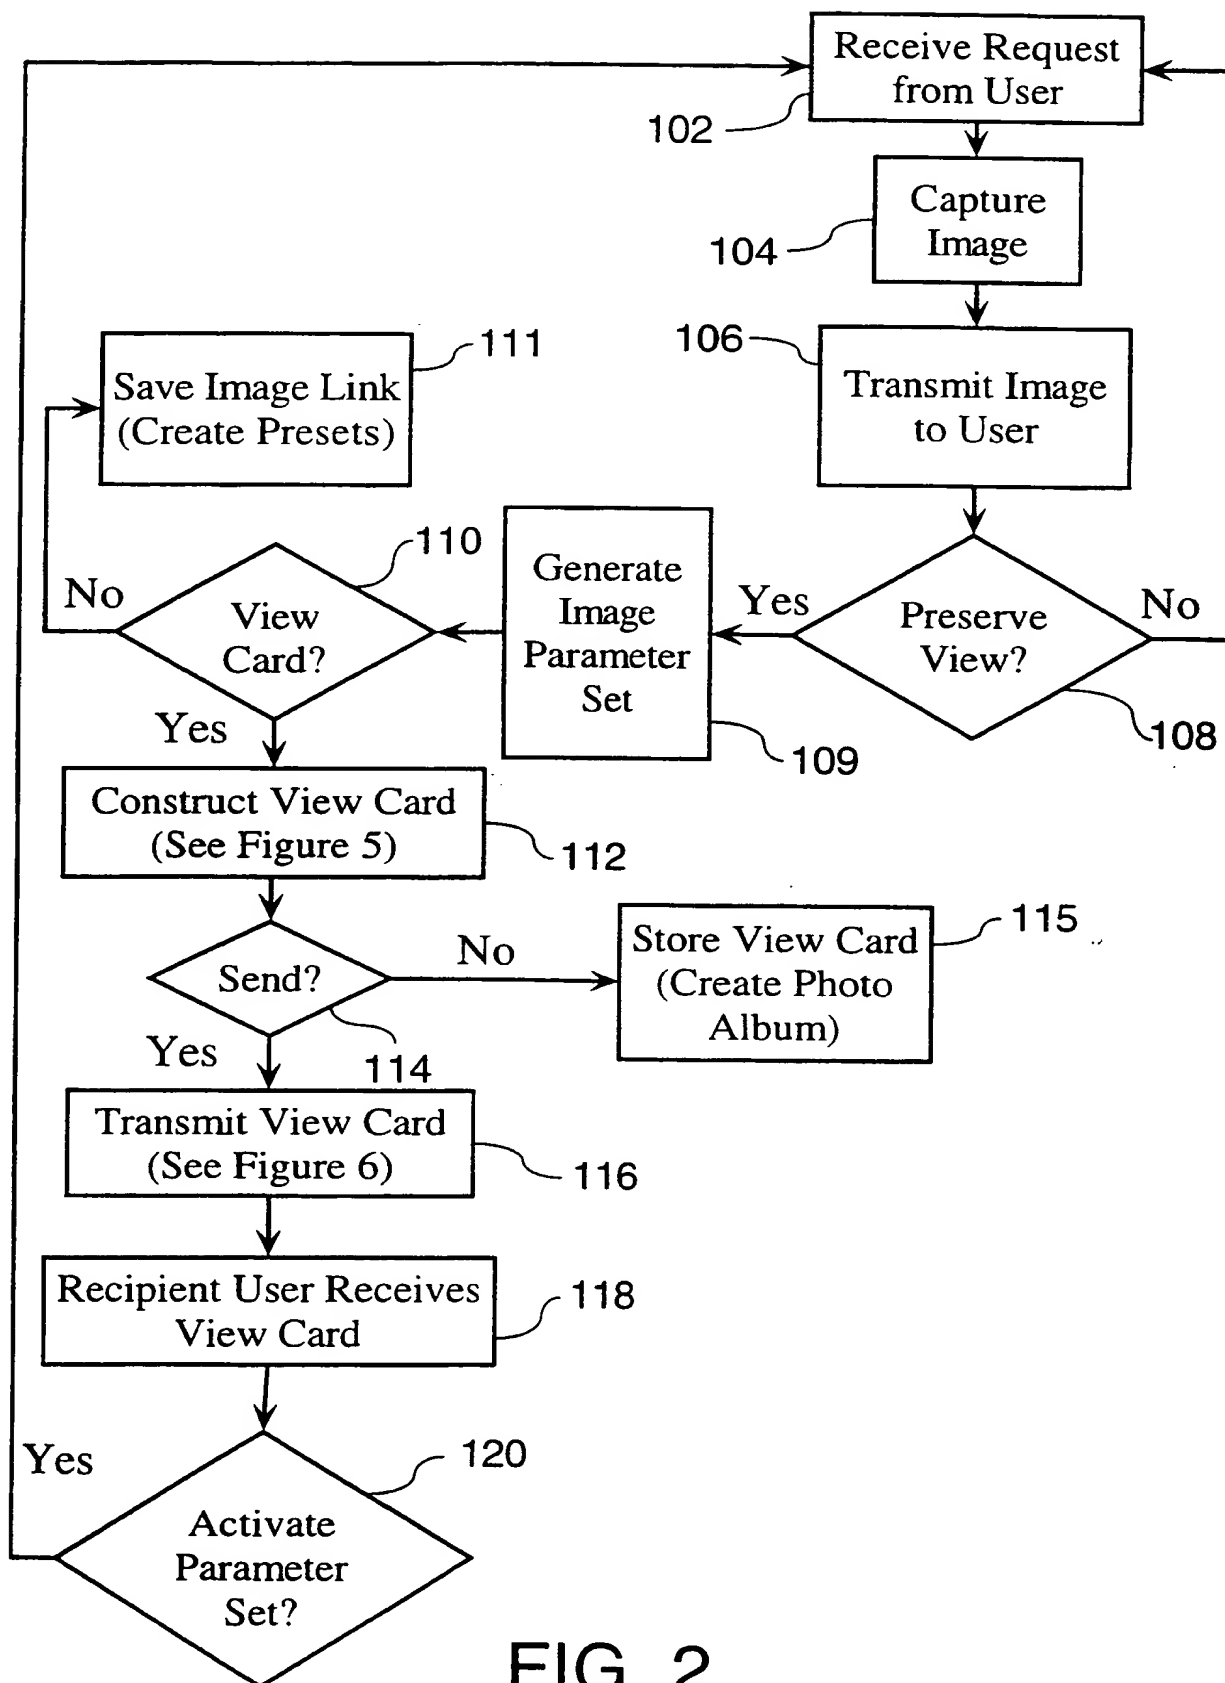 Receive Request
from User
102
Capture
Image
104
106
Transmit Image
to User
111
Save Image Link
(Create Presets)
110
No
View
Card?
Yes
Generate
Image
Parameter
Set
109
Yes
Preserve
View?
No
108
Construct View Card
(See Figure 5)
112
Send?
No
114
Yes
Store View Card
(Create Photo
Album)
115
Transmit View Card
(See Figure 6)
116
Recipient User Receives
View Card
118
Yes
120
Activate
Parameter
Set?
FIG. 2